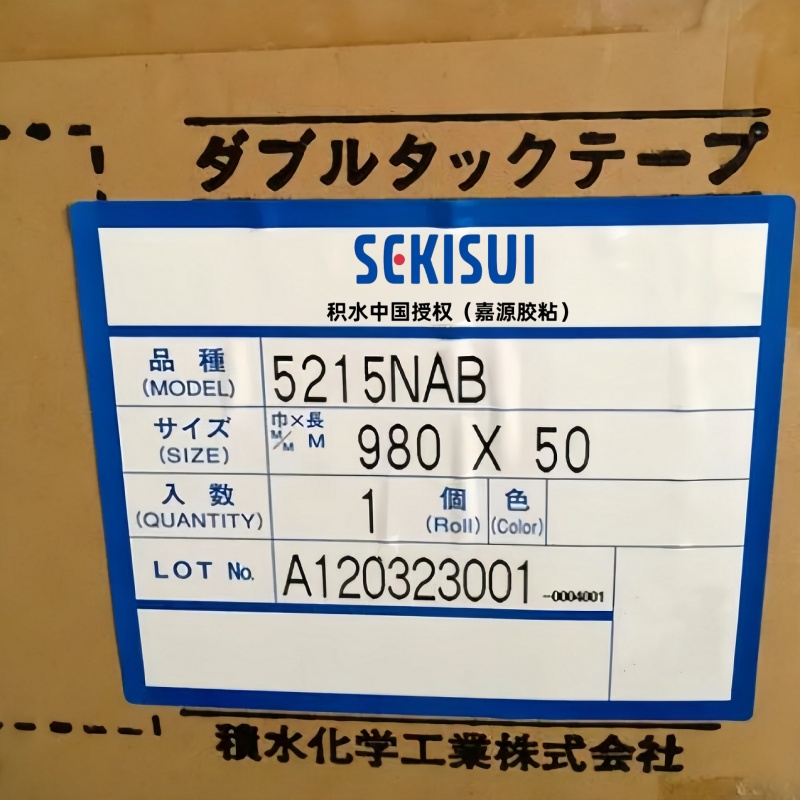 ダブルタックテープ
SEKISUI
积水中国授权（嘉源胶粘）
品種 5215NAB
(MODEL)
サイズ 巾×長 980 X 50
(SIZE) M/M M
入数 1 個 色
(QUANTITY) (Roll) (Color)
LOT No. A120323001 -0004001
積水化学工業株式会社